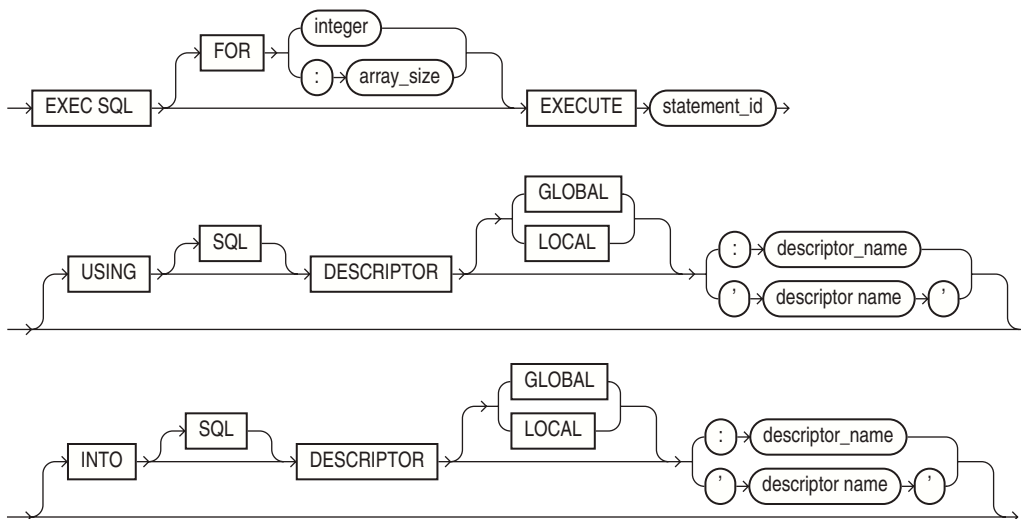 integer
FOR
: array_size
EXEC SQL EXECUTE statement_id
GLOBAL
SQL LOCAL : descriptor_name
USING DESCRIPTOR ' descriptor name '
GLOBAL
SQL LOCAL : descriptor_name
INTO DESCRIPTOR ' descriptor name '